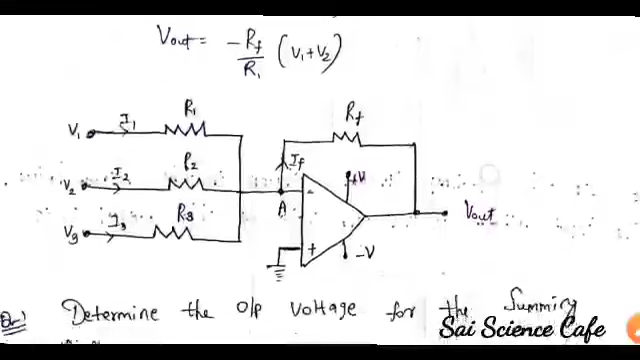 Vout = -Rf/R1 (V1+V2)
Rf
V1 I1 R1
If
V2 I2 R2
+V
-
A
V3 I3 R3
Vout
+
-V
Determine the O/P Voltage for the Summing
Sai Science Cafe